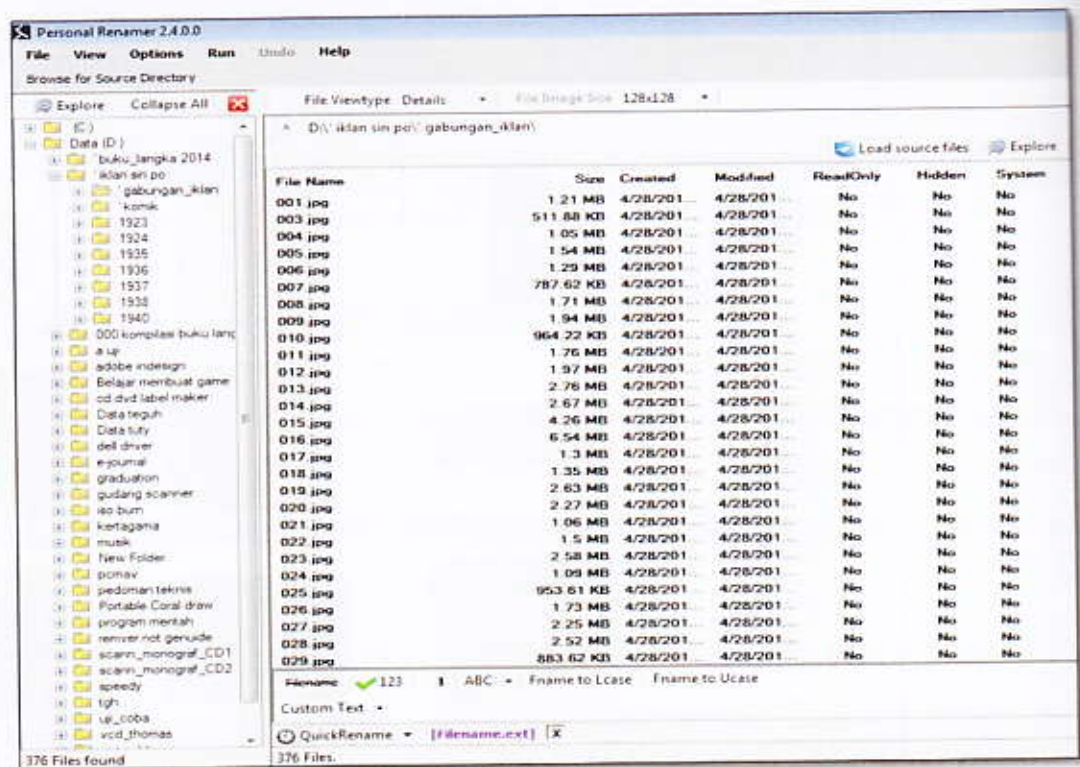 Personal Renamer 2.4.0.0
File View Options Run Undo Help
Browse for Source Directory
Explore Collapse All
(C:)
Data (D:)
`buku_langka 2014
`iklan sin po
`gabungan_iklan
`komik
1923
1924
1935
1936
1937
1938
1940
000 kompilasi buku lang
a uji
adobe indesign
Belajar membuat game
cd dvd label maker
Data teguh
Data tuty
dell driver
e-journal
graduation
gudang scanner
iso burn
kertagama
musik
New Folder
pcmav
pedoman teknis
Portable Coral draw
program mentah
remver not genuide
scann_monograf_CD1
scann_monograf_CD2
speedy
tgh
uji_coba
vcd_thomas
376 Files found
File Viewtype Details File Image Size 128x128
D:\`iklan sin po\`gabungan_iklan\
Load source files Explore
File Name Size Created Modified ReadOnly Hidden System
001.jpg 1.21 MB 4/28/201... 4/28/201... No No No
003.jpg 511.88 KB 4/28/201... 4/28/201... No No No
004.jpg 1.05 MB 4/28/201... 4/28/201... No No No
005.jpg 1.54 MB 4/28/201... 4/28/201... No No No
006.jpg 1.29 MB 4/28/201... 4/28/201... No No No
007.jpg 787.62 KB 4/28/201... 4/28/201... No No No
008.jpg 1.71 MB 4/28/201... 4/28/201... No No No
009.jpg 1.94 MB 4/28/201... 4/28/201... No No No
010.jpg 964.22 KB 4/28/201... 4/28/201... No No No
011.jpg 1.76 MB 4/28/201... 4/28/201... No No No
012.jpg 1.97 MB 4/28/201... 4/28/201... No No No
013.jpg 2.76 MB 4/28/201... 4/28/201... No No No
014.jpg 2.67 MB 4/28/201... 4/28/201... No No No
015.jpg 4.26 MB 4/28/201... 4/28/201... No No No
016.jpg 6.54 MB 4/28/201... 4/28/201... No No No
017.jpg 1.3 MB 4/28/201... 4/28/201... No No No
018.jpg 1.35 MB 4/28/201... 4/28/201... No No No
019.jpg 2.63 MB 4/28/201... 4/28/201... No No No
020.jpg 2.27 MB 4/28/201... 4/28/201... No No No
021.jpg 1.06 MB 4/28/201... 4/28/201... No No No
022.jpg 1.5 MB 4/28/201... 4/28/201... No No No
023.jpg 2.58 MB 4/28/201... 4/28/201... No No No
024.jpg 1.09 MB 4/28/201... 4/28/201... No No No
025.jpg 953.61 KB 4/28/201... 4/28/201... No No No
026.jpg 1.73 MB 4/28/201... 4/28/201... No No No
027.jpg 2.25 MB 4/28/201... 4/28/201... No No No
028.jpg 2.52 MB 4/28/201... 4/28/201... No No No
029.jpg 883.62 KB 4/28/201... 4/28/201... No No No
Filename 123 1 ABC Fname to Lcase Fname to Ucase
Custom Text
QuickRename [Filename.ext] X
376 Files.